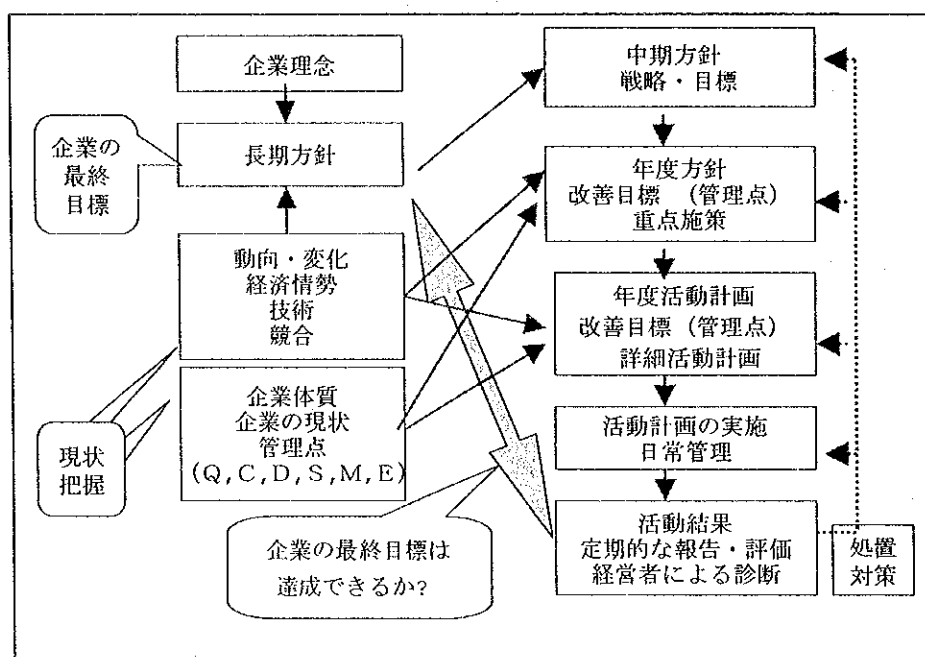 企業理念
長期方針
企業の
最終
目標
動向・変化
経済情勢
技術
競合
企業体質
企業の現状
管理点
(Q,C,D,S,M,E)
現状
把握
企業の最終目標は
達成できるか?
中期方針
戦略・目標
年度方針
改善目標 (管理点)
重点施策
年度活動計画
改善目標 (管理点)
詳細活動計画
活動計画の実施
日常管理
活動結果
定期的な報告・評価
経営者による診断
処置
対策